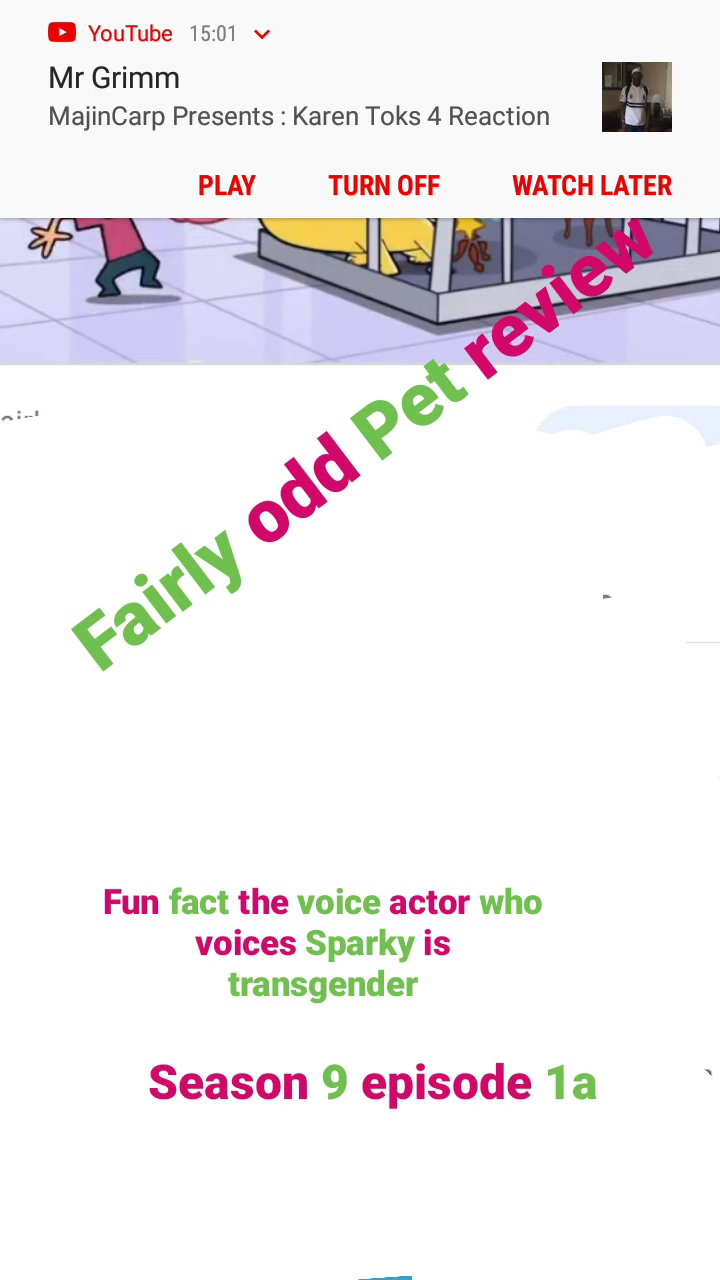 YouTube 15:01
Mr Grimm
MajinCarp Presents : Karen Toks 4 Reaction
PLAY TURN OFF WATCH LATER
Fairly odd Pet review
Fun fact the voice actor who
voices Sparky is
transgender
Season 9 episode 1a